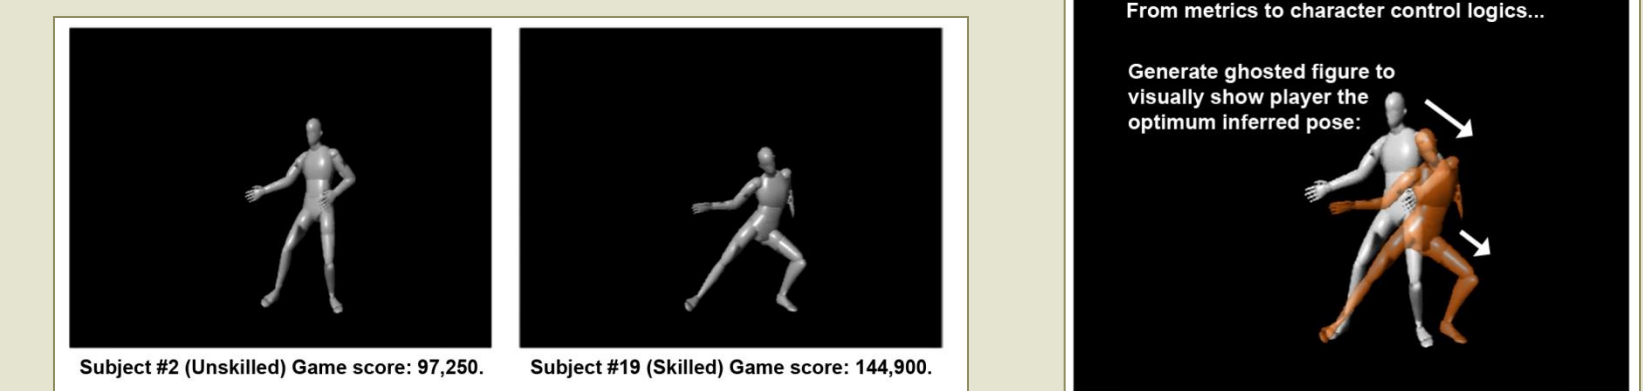 Subject #2 (Unskilled) Game score: 97,250.
Subject #19 (Skilled) Game score: 144,900.
From metrics to character control logics...
Generate ghosted figure to
visually show player the
optimum inferred pose: